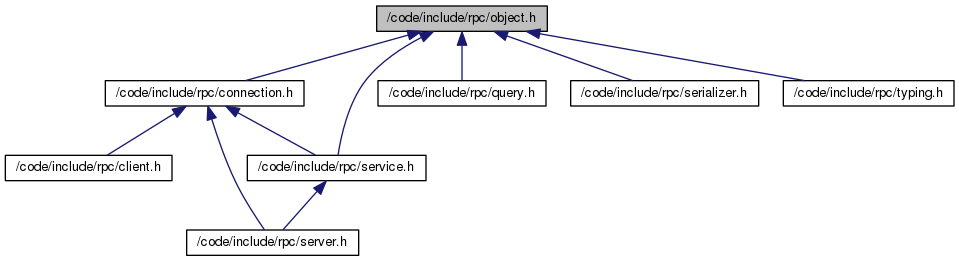 /code/include/rpc/object.h
/code/include/rpc/connection.h
/code/include/rpc/query.h
/code/include/rpc/serializer.h
/code/include/rpc/typing.h
/code/include/rpc/client.h
/code/include/rpc/service.h
/code/include/rpc/server.h